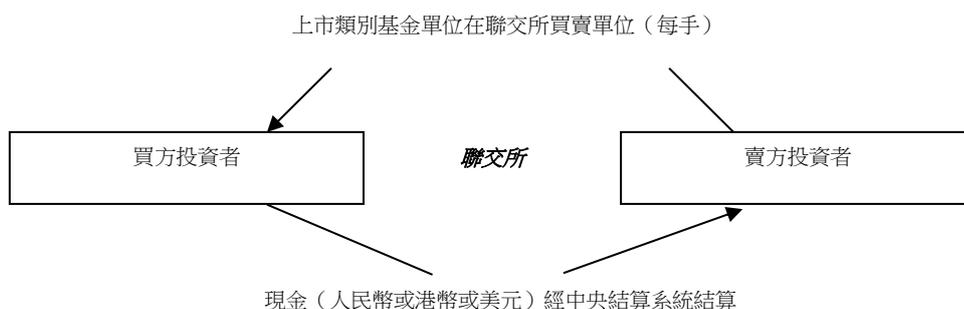 上市類別基金單位在聯交所買賣單位（每手）
買方投資者
聯交所
賣方投資者
現金（人民幣或港幣或美元）經中央結算系統結算